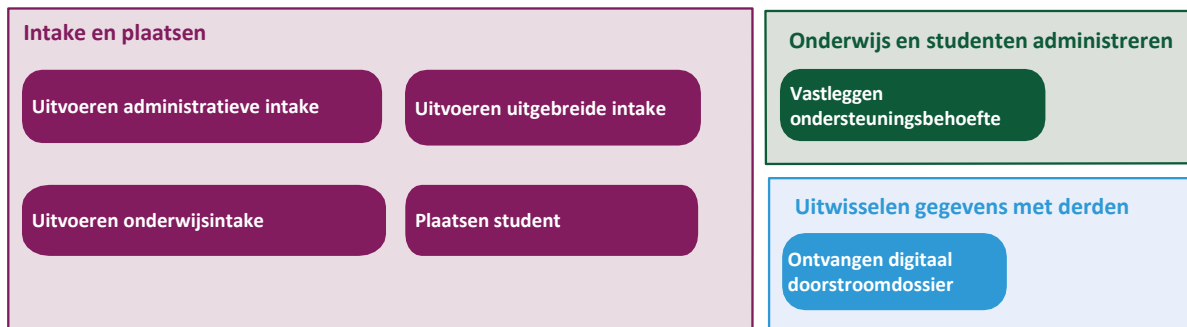 Intake en plaatsen
Uitvoeren administratieve intake
Uitvoeren uitgebreide intake
Uitvoeren onderwijsintake
Plaatsen student
Onderwijs en studenten administreren
Vastleggen
ondersteuningsbehoefte
Uitwisselen gegevens met derden
Ontvangen digitaal
doorstroomdossier